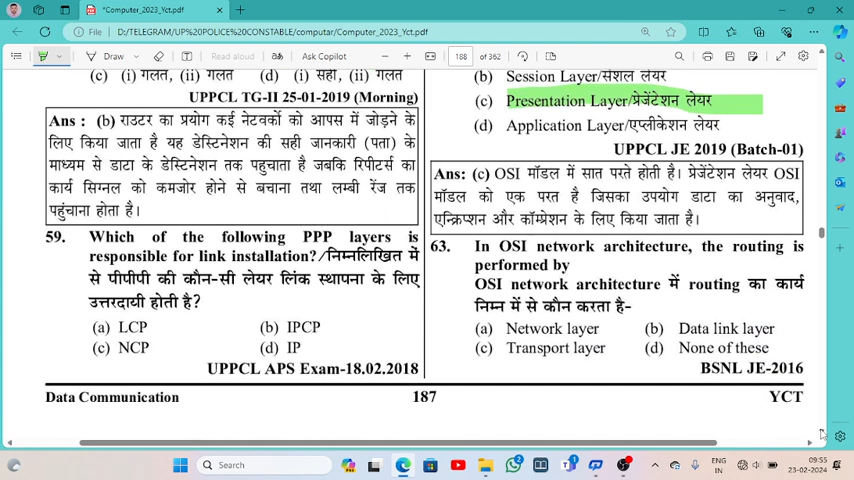 *Computer_2023_Yct.pdf
File
D:/TELEGRAM/UP%20POLICE%20CONSTABLE/computar/Computer_2023_Yct.pdf
Draw
Read aloud
Ask Copilot
188 of 362
(c) (i) गलत, (ii) गलत (d) (i) सही, (ii) गलत
UPPCL TG-II 25-01-2019 (Morning)
Ans : (b) राउटर का प्रयोग कई नेटवर्कों को आपस में जोड़ने के
लिए किया जाता है यह डेस्टिनेशन की सही जानकारी (पता) के
माध्यम से डाटा के डेस्टिनेशन तक पहुचाता है जबकि रिपीटर्स का
कार्य सिग्नल को कमजोर होने से बचाना तथा लम्बी रेंज तक
पहुंचाना होता है।
59. Which of the following PPP layers is
responsible for link installation?/निम्नलिखित में
से पीपीपी की कौन-सी लेयर लिंक स्थापना के लिए
उत्तरदायी होती है?
(a) LCP (b) IPCP
(c) NCP (d) IP
UPPCL APS Exam-18.02.2018
(b) Session Layer/सेशल लेयर
(c) Presentation Layer/प्रेजेंटेशन लेयर
(d) Application Layer/एप्लीकेशन लेयर
UPPCL JE 2019 (Batch-01)
Ans: (c) OSI मॉडल में सात परते होती है। प्रेजेंटेशन लेयर OSI
मॉडल को एक परत है जिसका उपयोग डाटा का अनुवाद,
एन्क्रिप्शन और कॉम्प्रेशन के लिए किया जाता है।
63. In OSI network architecture, the routing is
performed by
OSI network architecture में routing का कार्य
निम्न में से कौन करता है-
(a) Network layer (b) Data link layer
(c) Transport layer (d) None of these
BSNL JE-2016
Data Communication 187 YCT
Search
ENG
IN
09:55
23-02-2024